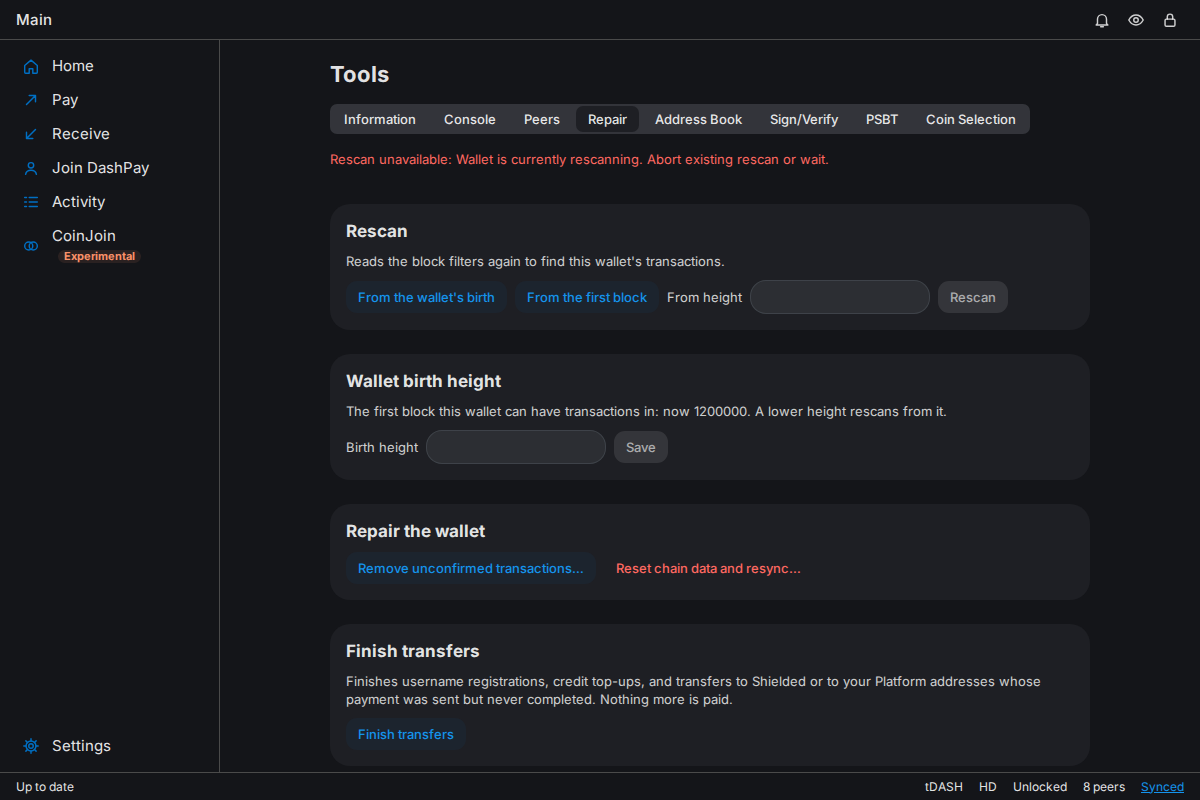 Main
Home
Pay
Receive
Join DashPay
Activity
CoinJoin
Experimental
Settings
Tools
Information Console Peers Repair Address Book Sign/Verify PSBT Coin Selection
Rescan unavailable: Wallet is currently rescanning. Abort existing rescan or wait.
Rescan
Reads the block filters again to find this wallet's transactions.
From the wallet's birth From the first block From height Rescan
Wallet birth height
The first block this wallet can have transactions in: now 1200000. A lower height rescans from it.
Birth height Save
Repair the wallet
Remove unconfirmed transactions... Reset chain data and resync...
Finish transfers
Finishes username registrations, credit top-ups, and transfers to Shielded or to your Platform addresses whose
payment was sent but never completed. Nothing more is paid.
Finish transfers
Up to date tDASH HD Unlocked 8 peers Synced